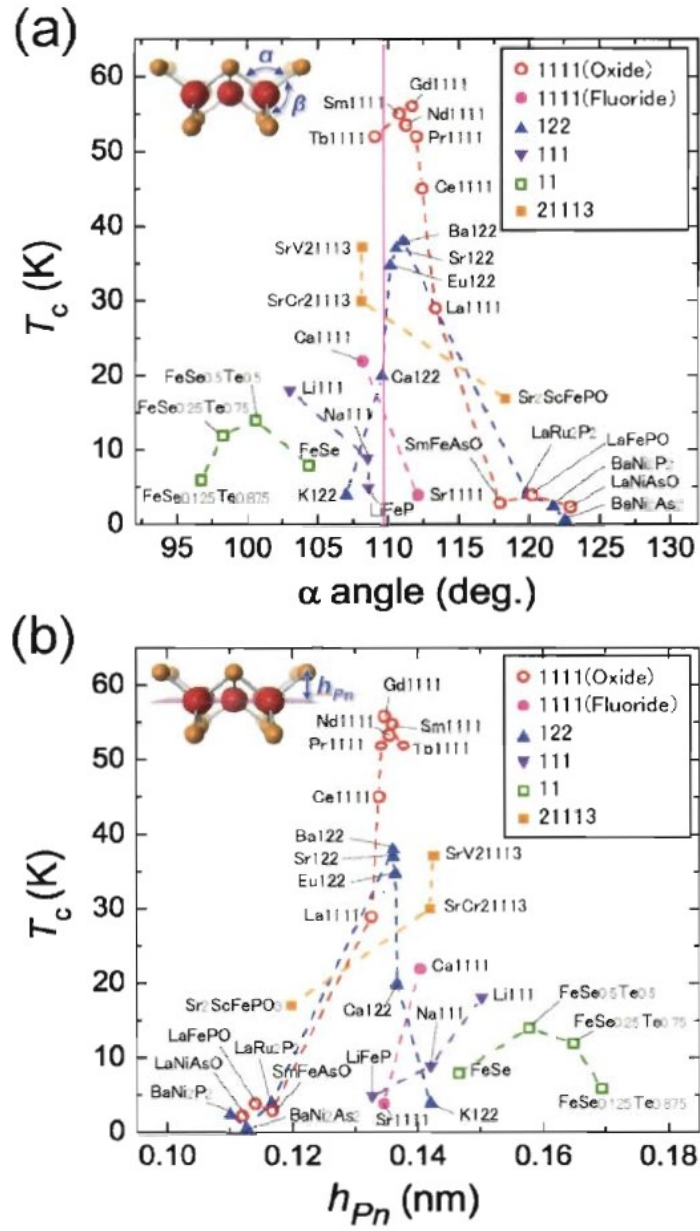 (a)
α
β
60
50
40
30
20
10
0
T_c (K)
1111(Oxide)
1111(Fluoride)
122
111
11
21113
Gd1111
Sm1111
Nd1111
Tb1111
Pr1111
Ce1111
Ba122
SrV21113
Sr122
Eu122
SrCr21113
La1111
Ca1111
FeSe0.5Te0.5
Li111
Ca122
Sr2ScFePO
FeSe0.25Te0.75
Na111
LaRu2P2
LaFePO
SmFeAsO
FeSe
BaNi2P2
LaNiAsO
FeSe0.125Te0.875
K122
LiFeP
Sr1111
95 100 105 110 115 120 125 130
α angle (deg.)
(b)
h_Pn
60
50
40
30
20
10
0
T_c (K)
1111(Oxide)
1111(Fluoride)
122
111
11
21113
Gd1111
Nd1111
Sm1111
Pr1111
Tb1111
Ce1111
Ba122
Sr122
SrV21113
Eu122
La1111
SrCr21113
Ca1111
Sr2ScFePO3
Ca122
Li111
FeSe0.5Te0.5
LaFePO
Na111
FeSe0.25Te0.75
LaNiAsO
LaRu2P2
LiFeP
BaNi2P2
SmFeAsO
FeSe
BaNi2As2
Sr1111
K122
FeSe0.125Te0.875
0.10 0.12 0.14 0.16 0.18
h_Pn (nm)